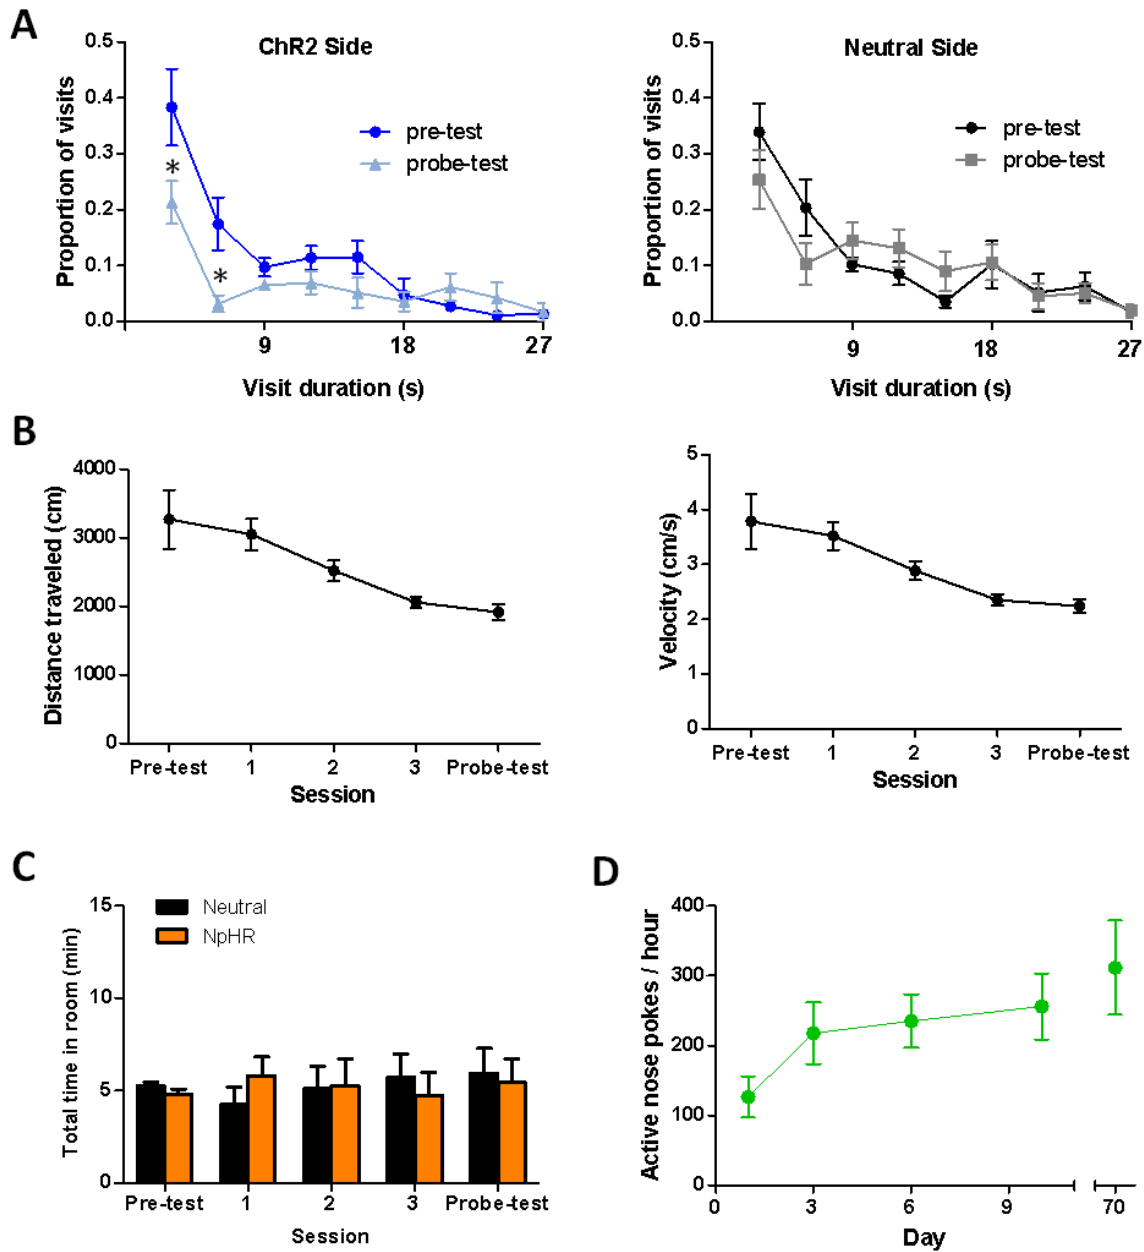 A
ChR2 Side
Proportion of visits
0.5
0.4
0.3
0.2
0.1
0.0
pre-test
probe-test
*
*
9
18
27
Visit duration (s)
Neutral Side
Proportion of visits
0.5
0.4
0.3
0.2
0.1
0.0
pre-test
probe-test
9
18
27
Visit duration (s)
B
Distance traveled (cm)
4000
3000
2000
1000
0
Pre-test 1 2 3 Probe-test
Session
Velocity (cm/s)
5
4
3
2
1
0
Pre-test 1 2 3 Probe-test
Session
C
Total time in room (min)
15
10
5
0
Neutral
NpHR
Pre-test 1 2 3 Probe-test
Session
D
Active nose pokes / hour
400
300
200
100
0
0 3 6 9 70
Day